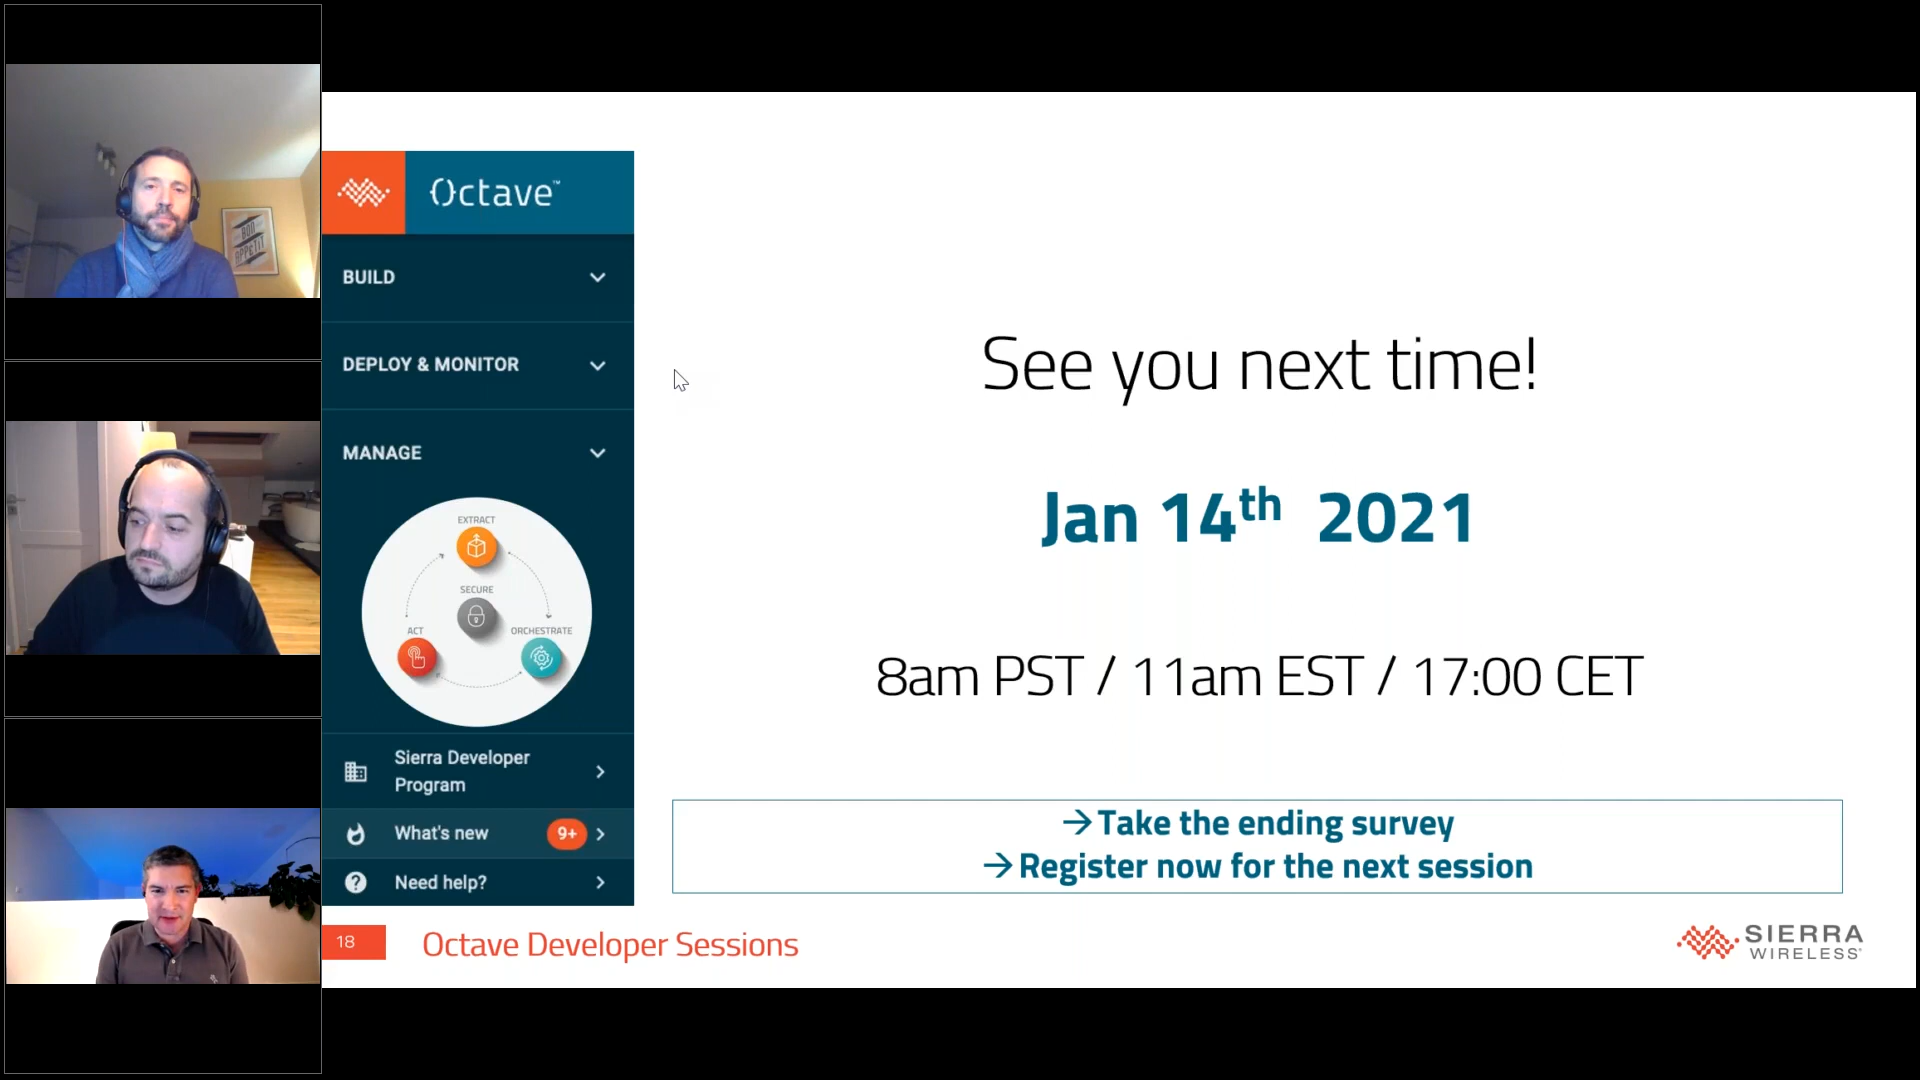 BON
APPETIT
Octave™
BUILD
DEPLOY & MONITOR
MANAGE
EXTRACT
SECURE
ACT
ORCHESTRATE
Sierra Developer
Program
What's new
9+
Need help?
See you next time!
Jan 14th 2021
8am PST / 11am EST / 17:00 CET
→Take the ending survey
→Register now for the next session
18
Octave Developer Sessions
SIERRA
WIRELESS